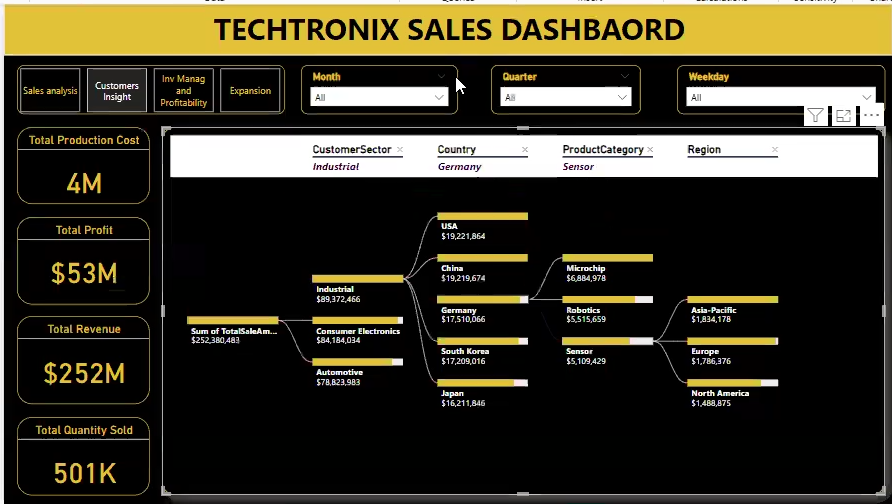 TECHTRONIX SALES DASHBAORD
Sales analysis
Customers
Insight
Inv Manag
and
Profitability
Expansion
Month
All
Quarter
All
Weekday
All
Total Production Cost
4M
Total Profit
$53M
Total Revenue
$252M
Total Quantity Sold
501K
CustomerSector
Industrial
Country
Germany
ProductCategory
Sensor
Region
Sum of TotalSaleAm...
$252,380,483
Industrial
$89,372,466
Consumer Electronics
$84,184,034
Automotive
$78,823,983
USA
$19,221,864
China
$19,219,674
Germany
$17,510,066
South Korea
$17,209,016
Japan
$16,211,846
Microchip
$6,884,978
Robotics
$5,515,659
Sensor
$5,109,429
Asia-Pacific
$1,834,178
Europe
$1,786,376
North America
$1,488,875